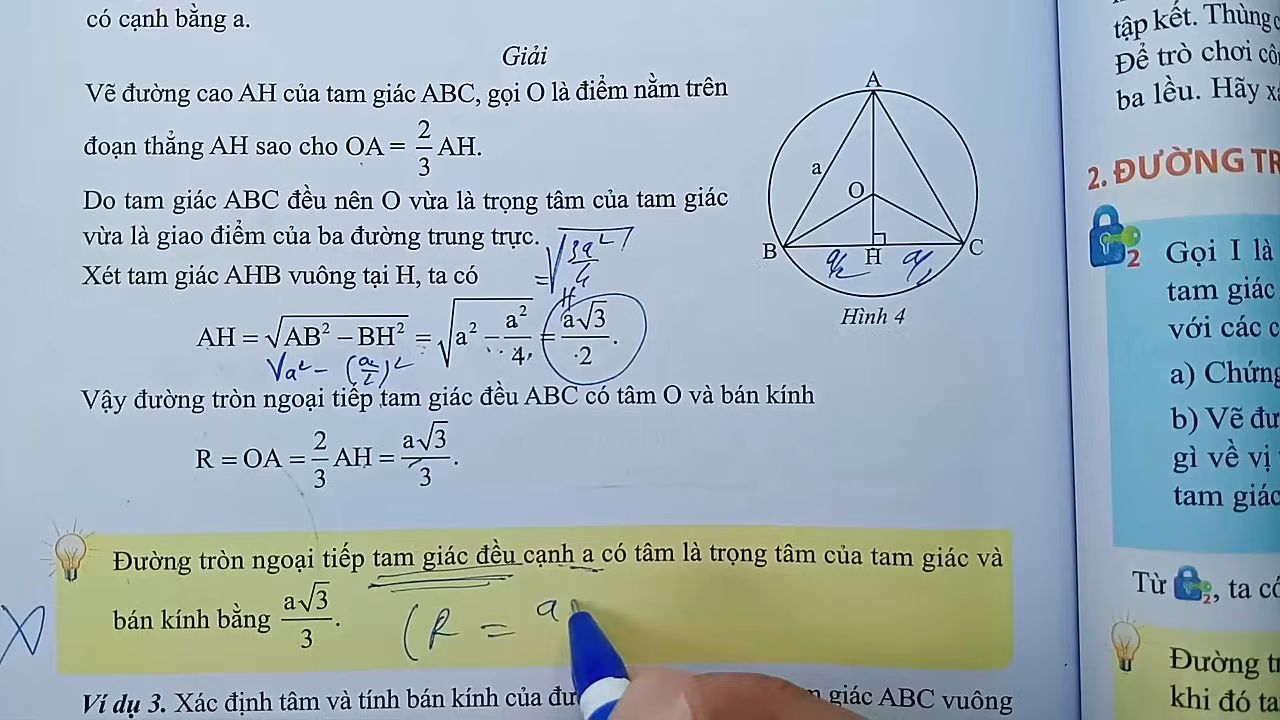 có cạnh bằng a.
Giải
Vẽ đường cao AH của tam giác ABC, gọi O là điểm nằm trên
đoạn thẳng AH sao cho OA = 2/3 AH.
Do tam giác ABC đều nên O vừa là trọng tâm của tam giác
vừa là giao điểm của ba đường trung trực.
Xét tam giác AHB vuông tại H, ta có
= √(3a²/4)
AH = √(AB² − BH²) = √(a² − a²/4) = a√3/2.
√a² − (a/2)²
Vậy đường tròn ngoại tiếp tam giác đều ABC có tâm O và bán kính
R = OA = 2/3 AH = a√3/3.
A
a
O
B
H
C
a/2
a/2
Hình 4
Đường tròn ngoại tiếp tam giác đều cạnh a có tâm là trọng tâm của tam giác và
bán kính bằng a√3/3.
(R = a
Ví dụ 3. Xác định tâm và tính bán kính của giác ABC vuông
tập kết. Thùng
Để trò chơi
ba lều. Hãy
2. ĐƯỜNG
2
Gọi I là
tam giác
với các
a) Chứng
b) Vẽ
gì về vị
tam giác
Từ 2, ta có
Đường
khi đó